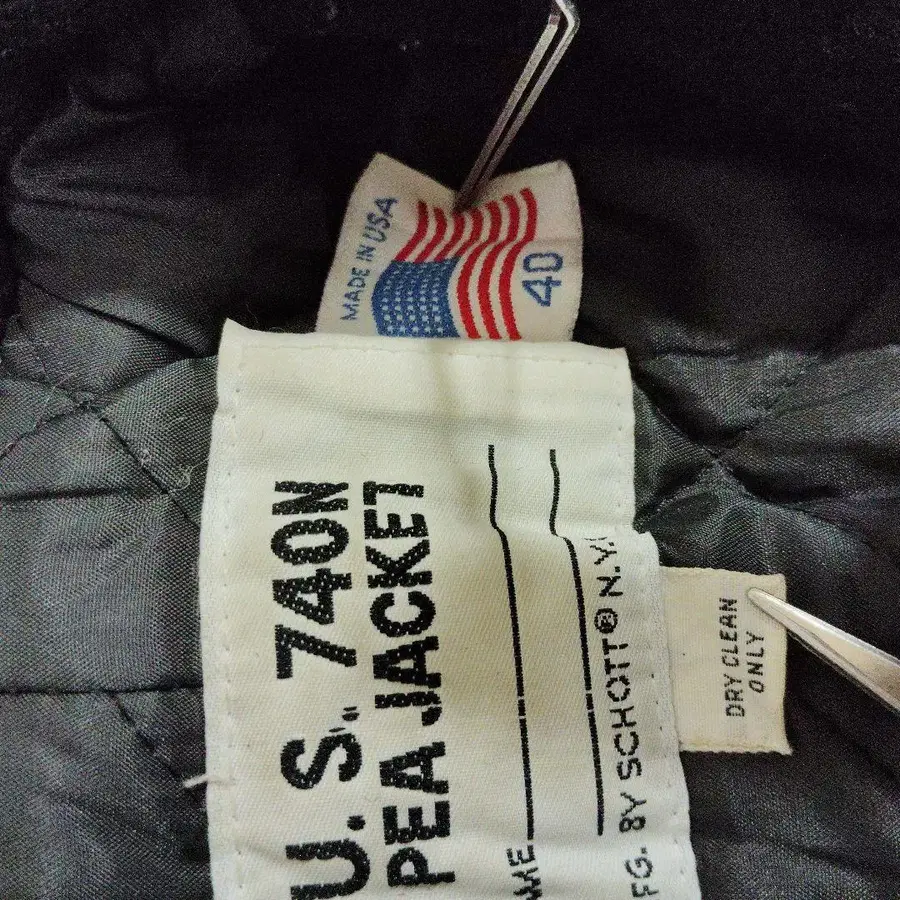 MADE IN USA
40
U. S. 740N
PEA JACKET
MFG. BY SCHOTT® N.Y.
DRY CLEAN
ONLY